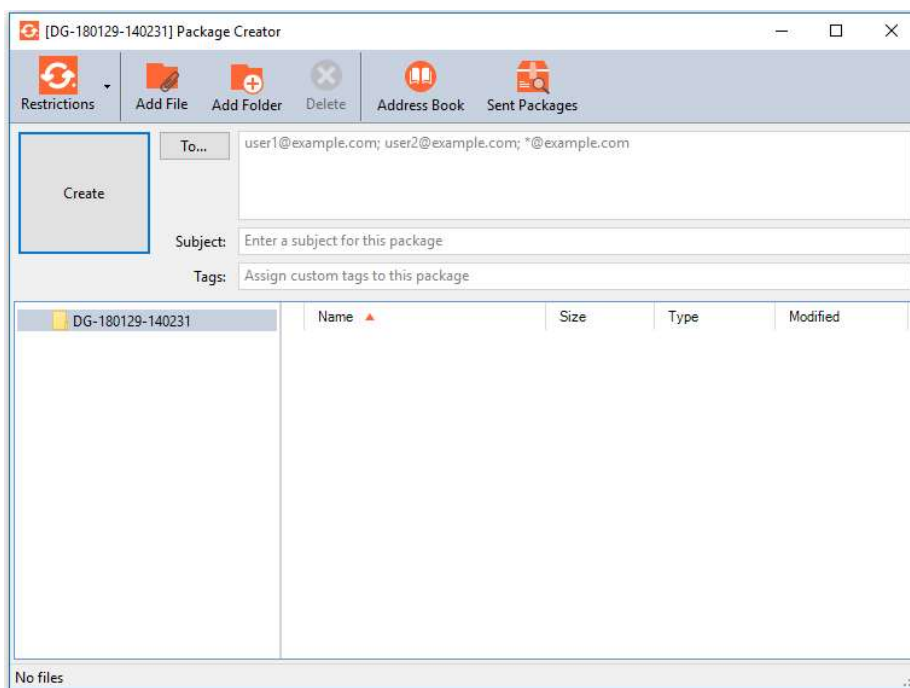 [DG-180129-140231] Package Creator
Restrictions Add File Add Folder Delete Address Book Sent Packages
Create
To... user1@example.com; user2@example.com; *@example.com
Subject: Enter a subject for this package
Tags: Assign custom tags to this package
DG-180129-140231 Name Size Type Modified
No files